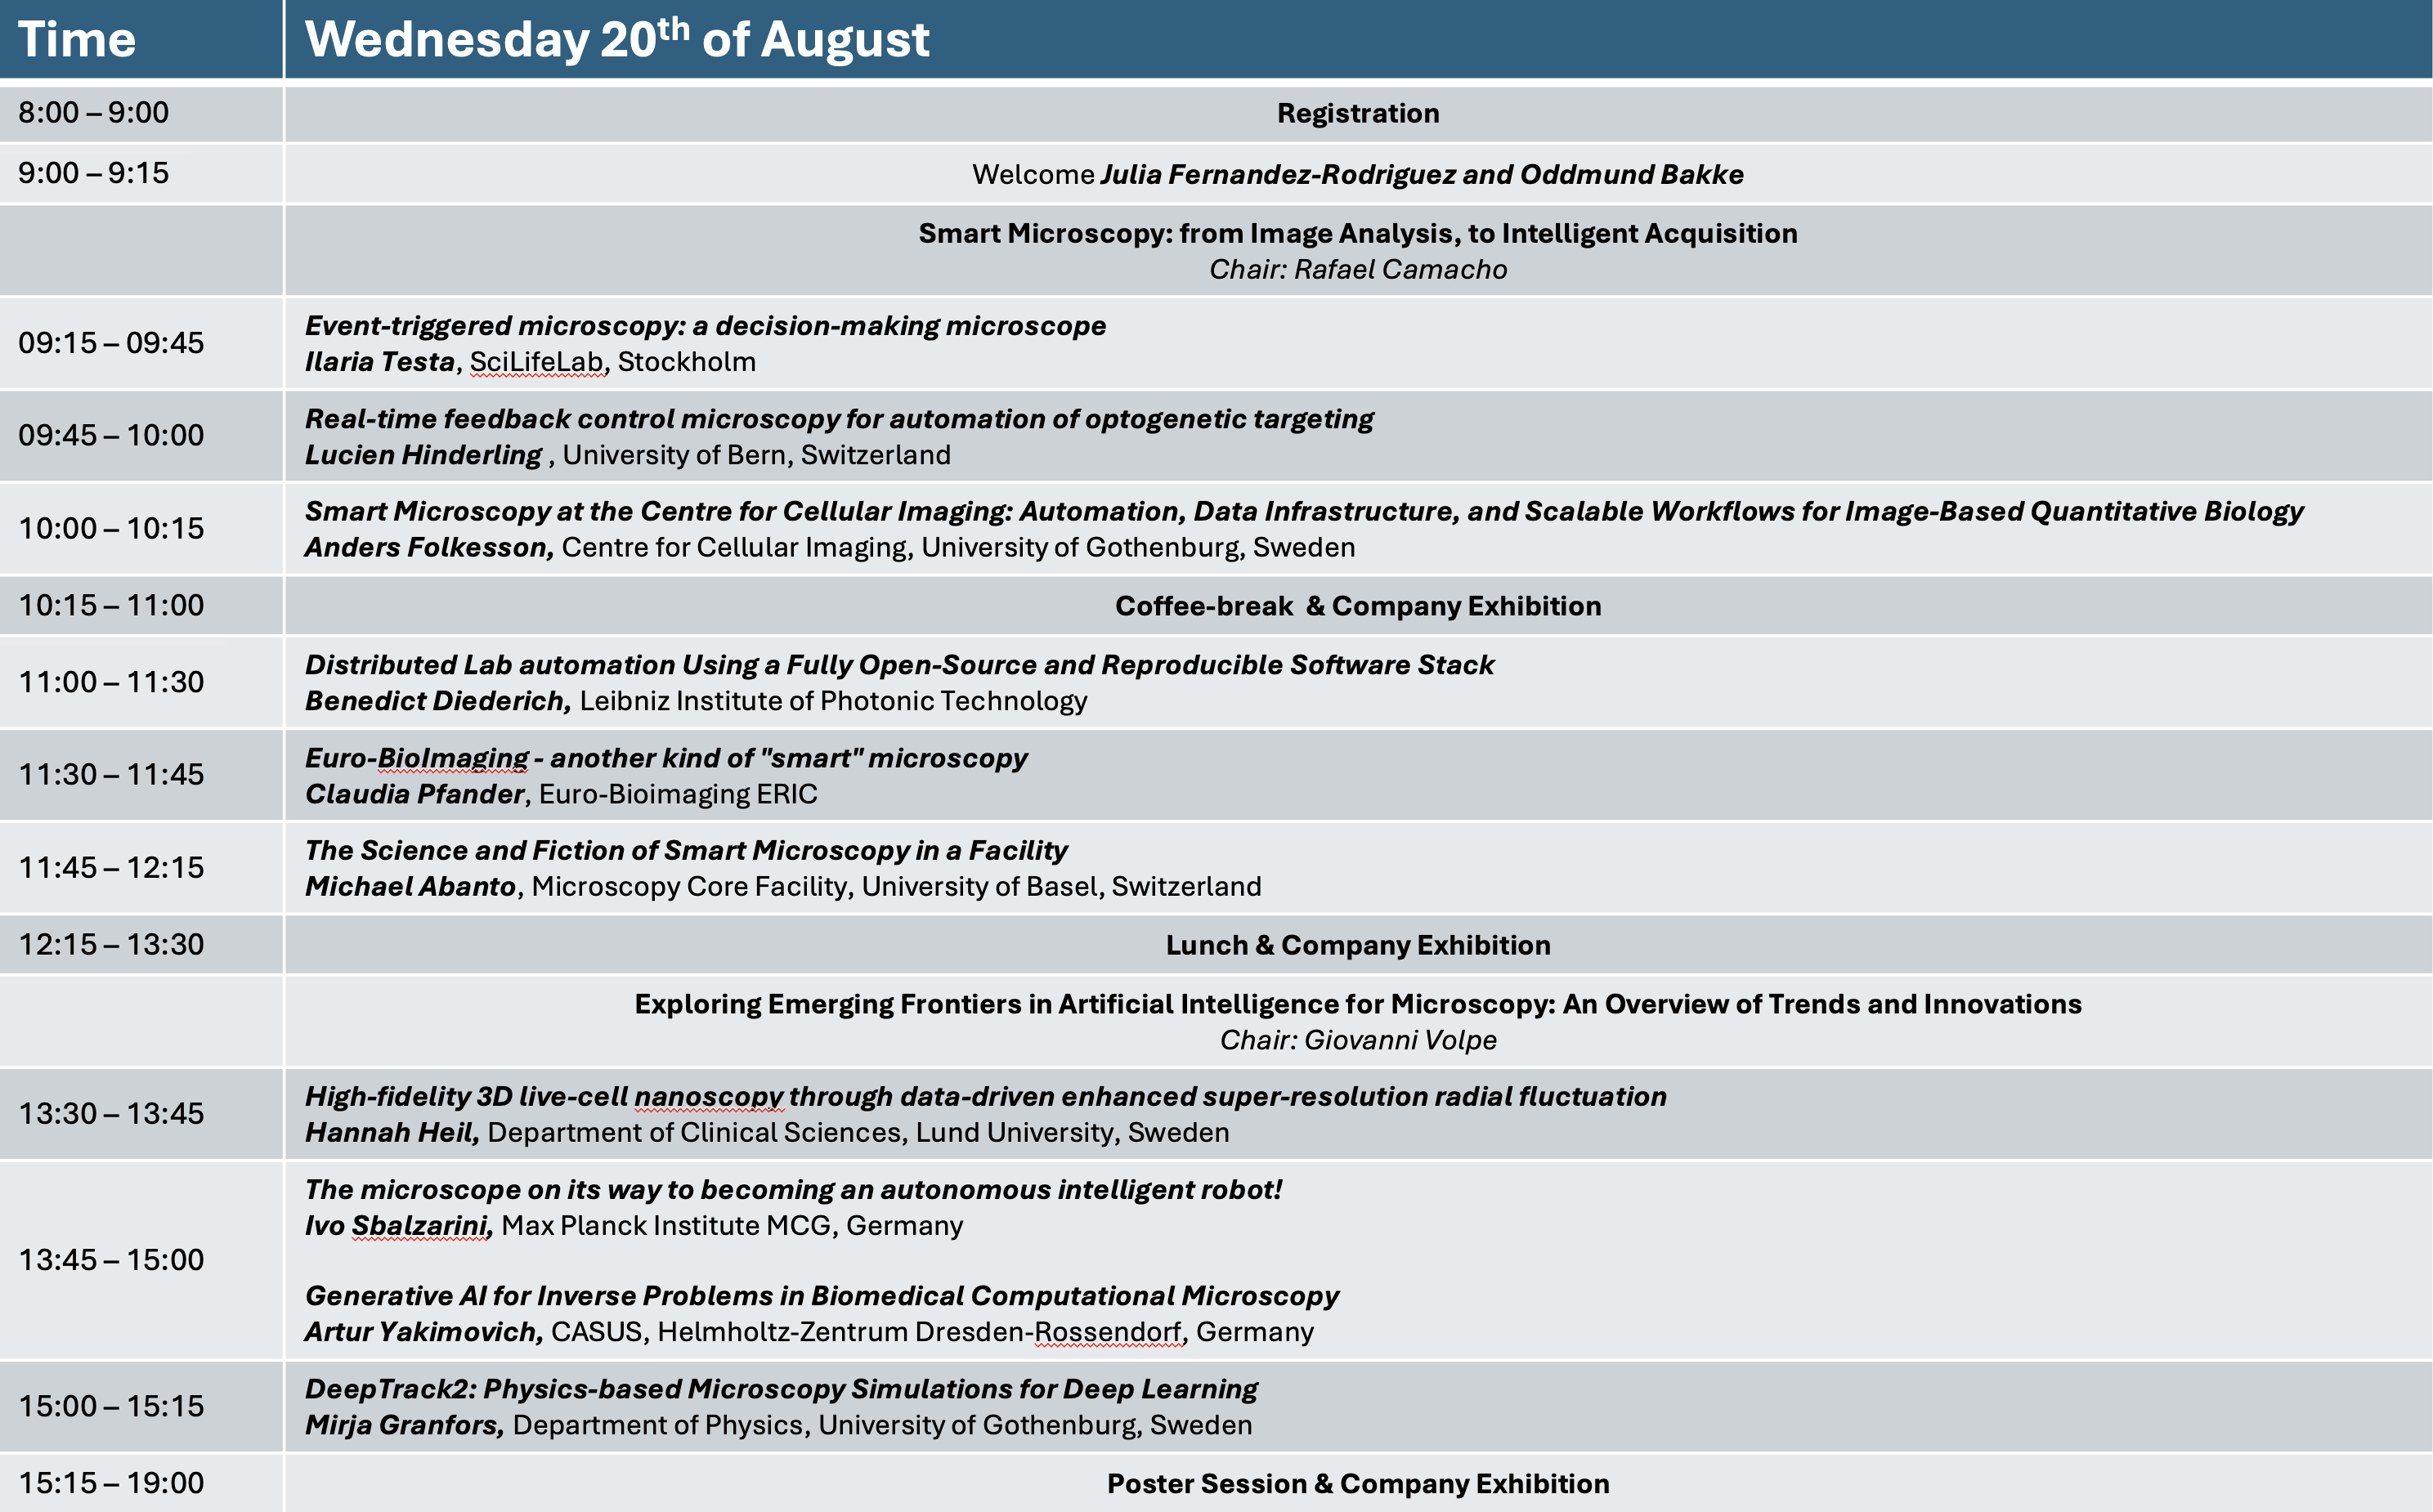 Time
Wednesday 20th of August
8:00 – 9:00
Registration
9:00 – 9:15
Welcome Julia Fernandez-Rodriguez and Oddmund Bakke
Smart Microscopy: from Image Analysis, to Intelligent Acquisition
Chair: Rafael Camacho
09:15 – 09:45
Event-triggered microscopy: a decision-making microscope
Ilaria Testa, SciLifeLab, Stockholm
09:45 – 10:00
Real-time feedback control microscopy for automation of optogenetic targeting
Lucien Hinderling , University of Bern, Switzerland
10:00 – 10:15
Smart Microscopy at the Centre for Cellular Imaging: Automation, Data Infrastructure, and Scalable Workflows for Image-Based Quantitative Biology
Anders Folkesson, Centre for Cellular Imaging, University of Gothenburg, Sweden
10:15 – 11:00
Coffee-break  & Company Exhibition
11:00 – 11:30
Distributed Lab automation Using a Fully Open-Source and Reproducible Software Stack
Benedict Diederich, Leibniz Institute of Photonic Technology
11:30 – 11:45
Euro-BioImaging - another kind of "smart" microscopy
Claudia Pfander, Euro-Bioimaging ERIC
11:45 – 12:15
The Science and Fiction of Smart Microscopy in a Facility
Michael Abanto, Microscopy Core Facility, University of Basel, Switzerland
12:15 – 13:30
Lunch & Company Exhibition
Exploring Emerging Frontiers in Artificial Intelligence for Microscopy: An Overview of Trends and Innovations
Chair: Giovanni Volpe
13:30 – 13:45
High-fidelity 3D live-cell nanoscopy through data-driven enhanced super-resolution radial fluctuation
Hannah Heil, Department of Clinical Sciences, Lund University, Sweden
13:45 – 15:00
The microscope on its way to becoming an autonomous intelligent robot!
Ivo Sbalzarini, Max Planck Institute MCG, Germany
Generative AI for Inverse Problems in Biomedical Computational Microscopy
Artur Yakimovich, CASUS, Helmholtz-Zentrum Dresden-Rossendorf, Germany
15:00 – 15:15
DeepTrack2: Physics-based Microscopy Simulations for Deep Learning
Mirja Granfors, Department of Physics, University of Gothenburg, Sweden
15:15 – 19:00
Poster Session & Company Exhibition